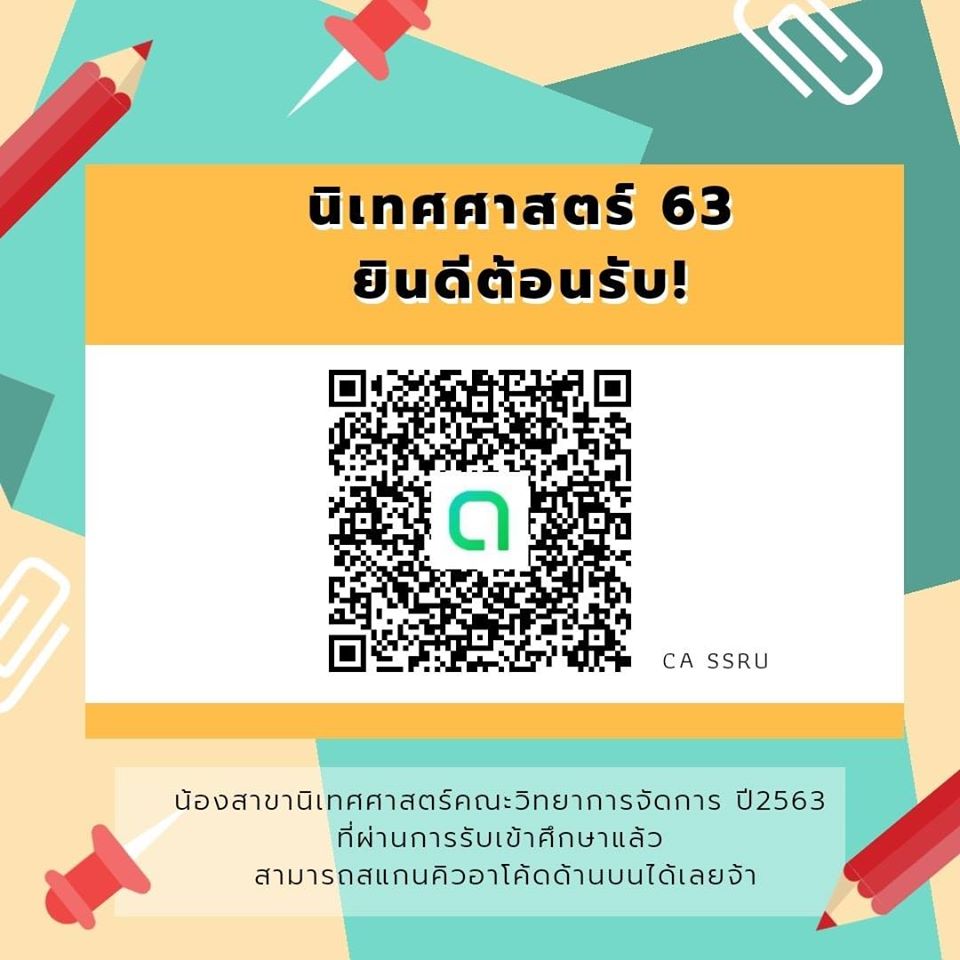 นิเทศศาสตร์ 63
ยินดีต้อนรับ!
CA SSRU
น้องสาขานิเทศศาสตร์คณะวิทยาการจัดการ ปี2563
ที่ผ่านการรับเข้าศึกษาแล้ว
สามารถสแกนคิวอาโค้ดด้านบนได้เลยจ้า